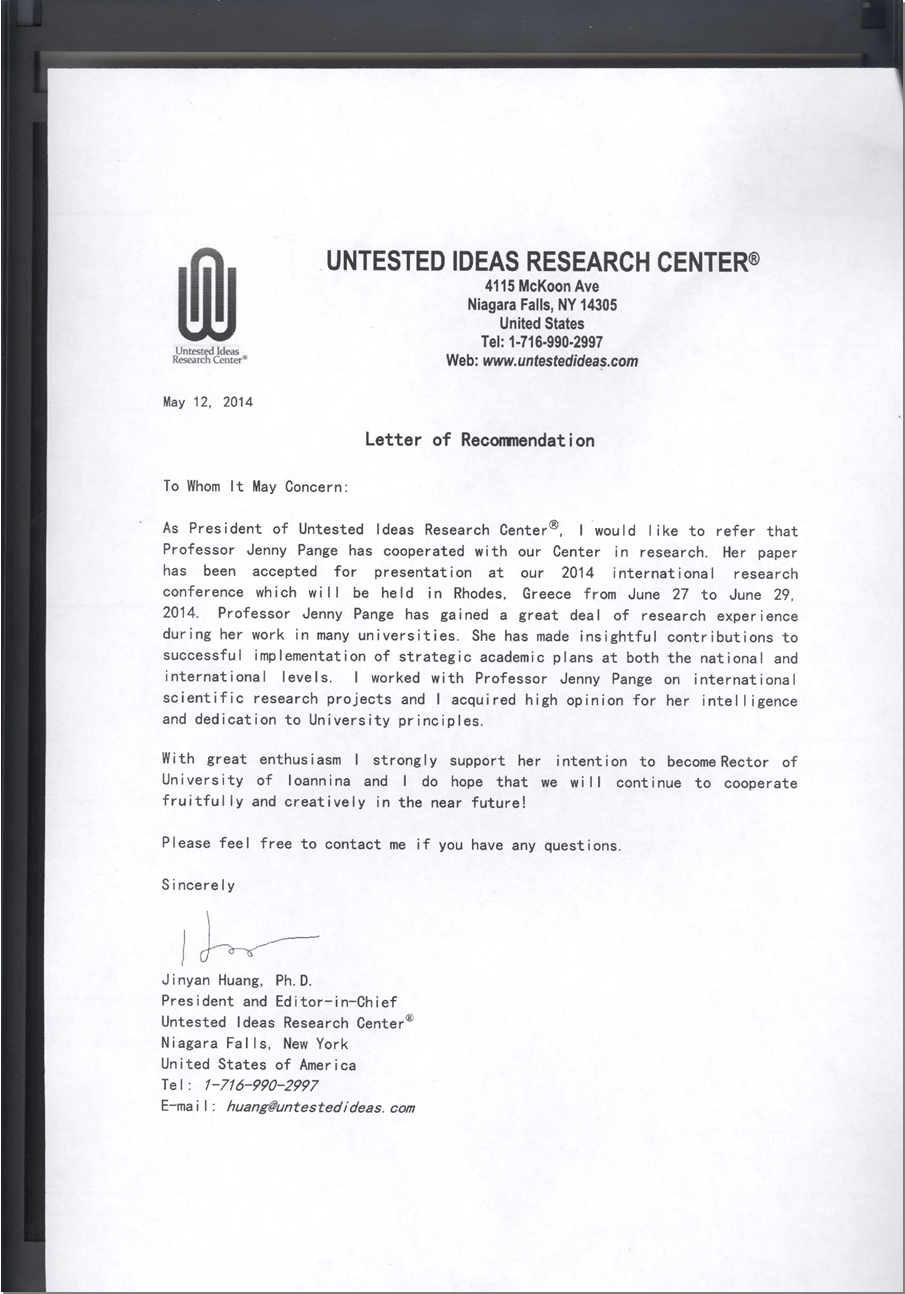 UNTESTED IDEAS RESEARCH CENTER®
4115 McKoon Ave
Niagara Falls, NY 14305
United States
Tel: 1-716-990-2997
Web: www.untestedideas.com
Untested Ideas
Research Center®
May 12, 2014
Letter of Recommendation
To Whom It May Concern:
As President of Untested Ideas Research Center®, I would like to refer that
Professor Jenny Pange has cooperated with our Center in research. Her paper
has been accepted for presentation at our 2014 international research
conference which will be held in Rhodes, Greece from June 27 to June 29,
2014. Professor Jenny Pange has gained a great deal of research experience
during her work in many universities. She has made insightful contributions to
successful implementation of strategic academic plans at both the national and
international levels. I worked with Professor Jenny Pange on international
scientific research projects and I acquired high opinion for her intelligence
and dedication to University principles.
With great enthusiasm I strongly support her intention to become Rector of
University of Ioannina and I do hope that we will continue to cooperate
fruitfully and creatively in the near future!
Please feel free to contact me if you have any questions.
Sincerely
Jinyan Huang, Ph.D.
President and Editor-in-Chief
Untested Ideas Research Center®
Niagara Falls, New York
United States of America
Tel: 1-716-990-2997
E-mail: huang@untestedideas.com